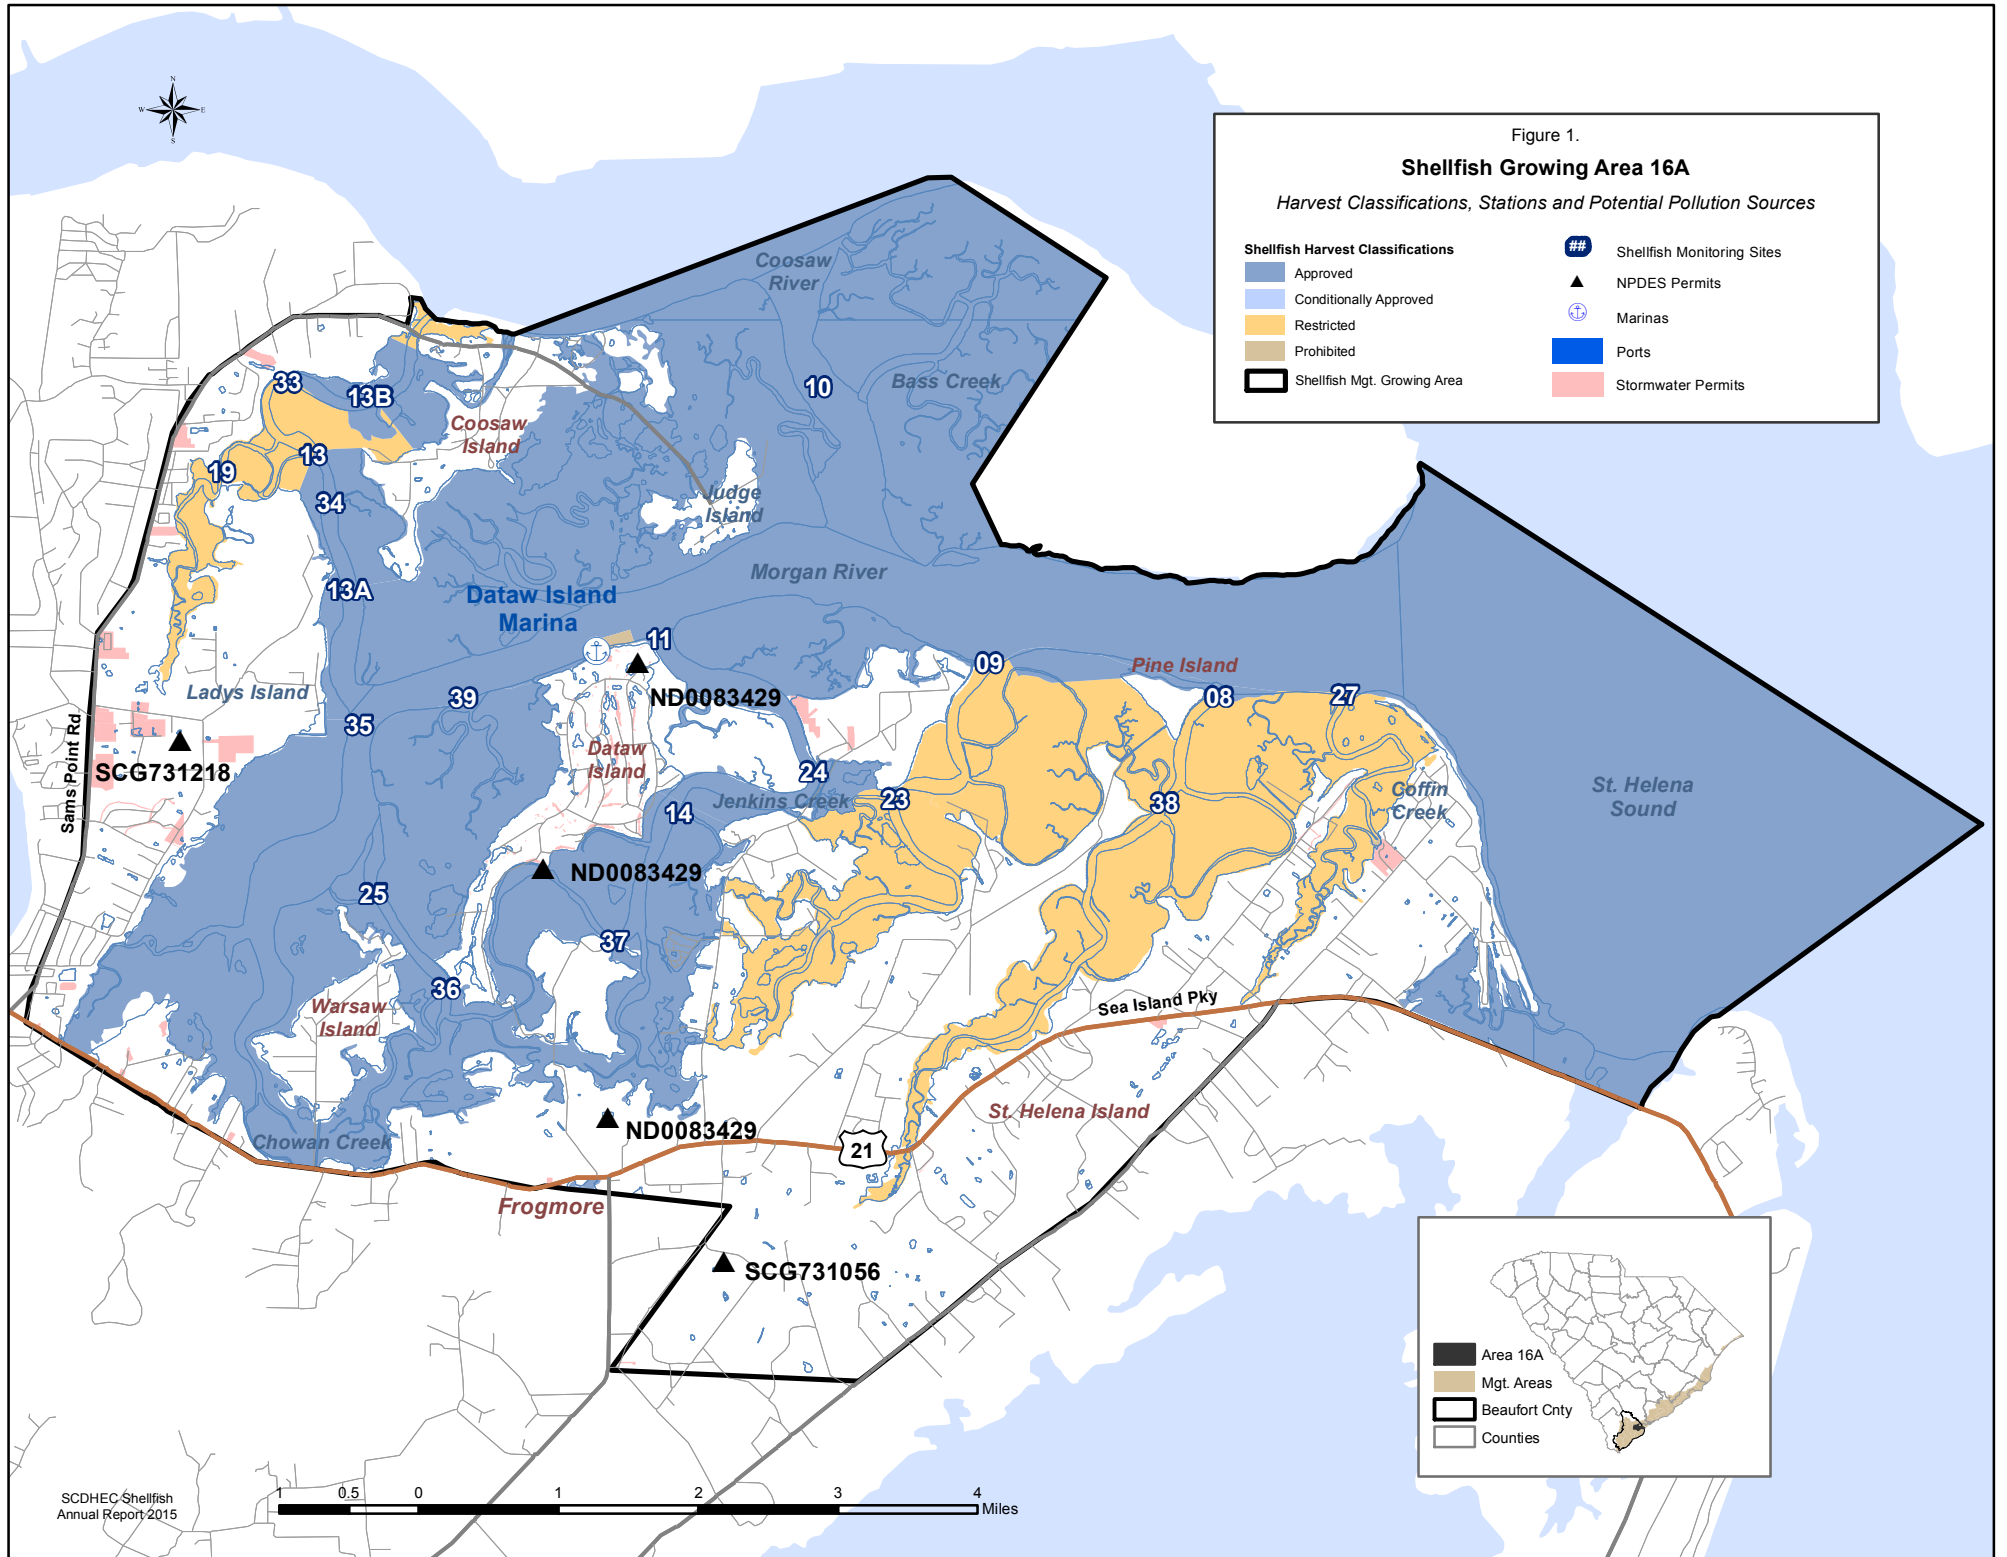 N
W
E
S
Figure 1.
Shellfish Growing Area 16A
Harvest Classifications, Stations and Potential Pollution Sources
Shellfish Harvest Classifications
Approved
Conditionally Approved
Restricted
Prohibited
Shellfish Mgt. Growing Area
##
Shellfish Monitoring Sites
NPDES Permits
Marinas
Ports
Stormwater Permits
Coosaw
River
10
Bass Creek
33
13B
Coosaw
Island
13
19
34
Judge
Island
13A
Morgan River
Dataw Island
Marina
11
09
Pine Island
Ladys Island
39
ND0083429
08
27
35
Sams Point Rd
SCG731218
Dataw
Island
24
Jenkins Creek
23
14
38
Coffin
Creek
St. Helena
Sound
ND0083429
25
37
36
Warsaw
Island
Sea Island Pky
St. Helena Island
ND0083429
Chowan Creek
21
Frogmore
SCG731056
Area 16A
Mgt. Areas
Beaufort Cnty
Counties
SCDHEC Shellfish
Annual Report 2015
1 0.5 0 1 2 3 4
Miles